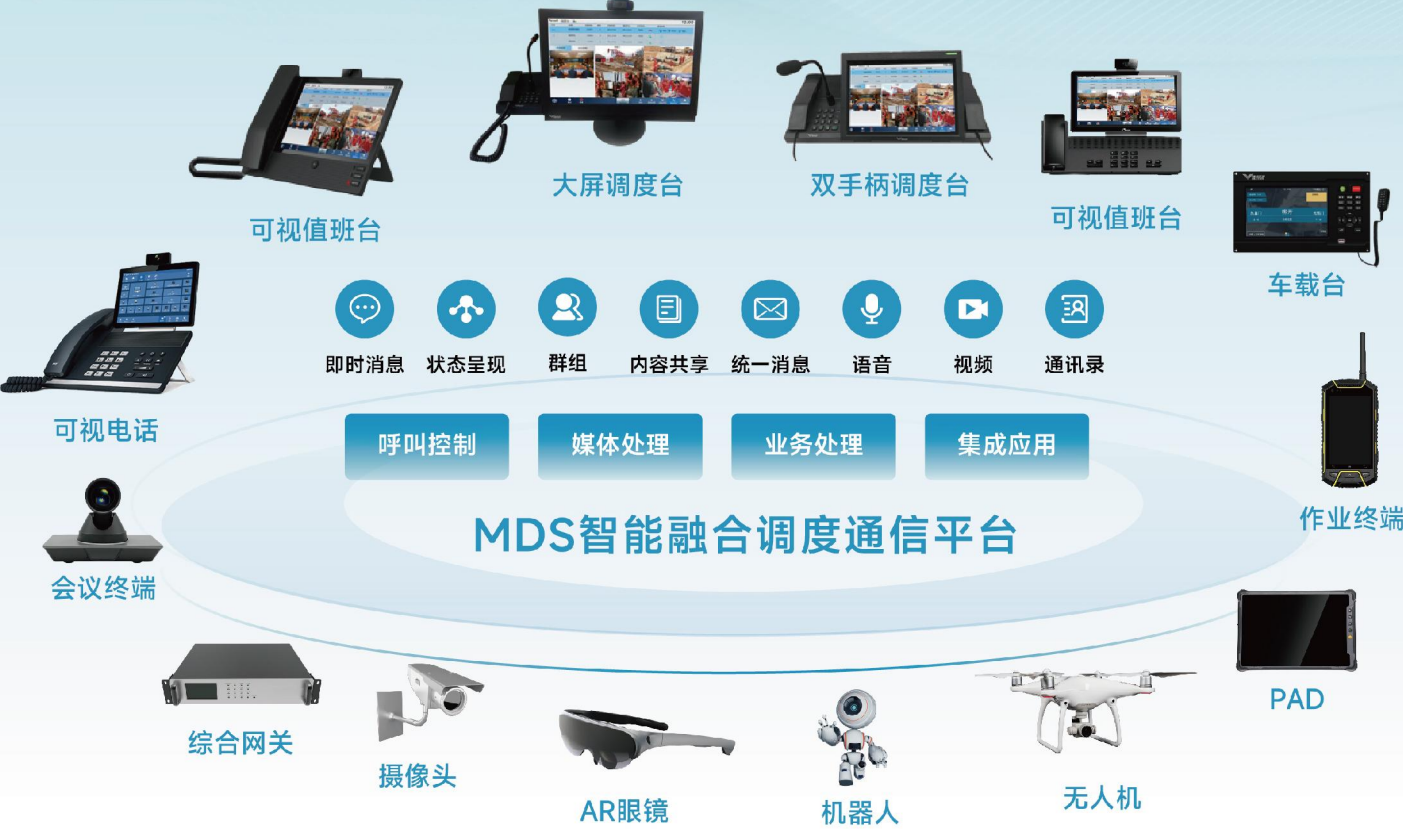 大屏调度台
双手柄调度台
可视值班台
可视值班台
车载台
可视电话
即时消息
状态呈现
群组
内容共享
统一消息
语音
视频
通讯录
呼叫控制
媒体处理
业务处理
集成应用
MDS智能融合调度通信平台
作业终端
会议终端
PAD
综合网关
摄像头
AR眼镜
机器人
无人机